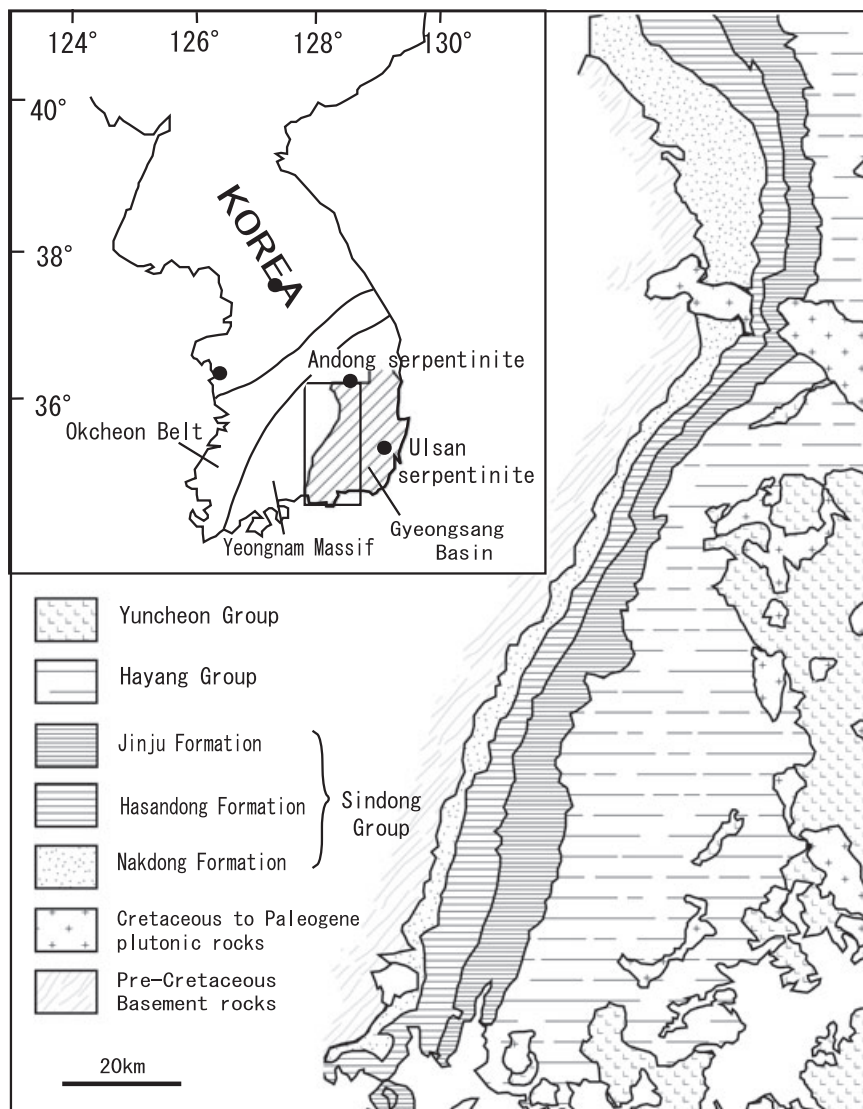 124° 126° 128° 130°
40°
38°
36°
KOREA
Andong serpentinite
Okcheon Belt
Ulsan
serpentinite
Yeongnam Massif
Gyeongsang
Basin
Yuncheon Group
Hayang Group
Jinju Formation
Hasandong Formation
Sindong
Group
Nakdong Formation
Cretaceous to Paleogene
plutonic rocks
Pre-Cretaceous
Basement rocks
20km